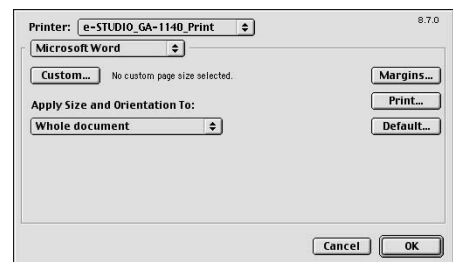 Printer: e-STUDIO_GA-1140_Print 8.7.0
Microsoft Word
Custom... No custom page size selected. Margins...
Apply Size and Orientation To: Print...
Whole document Default...
Cancel OK